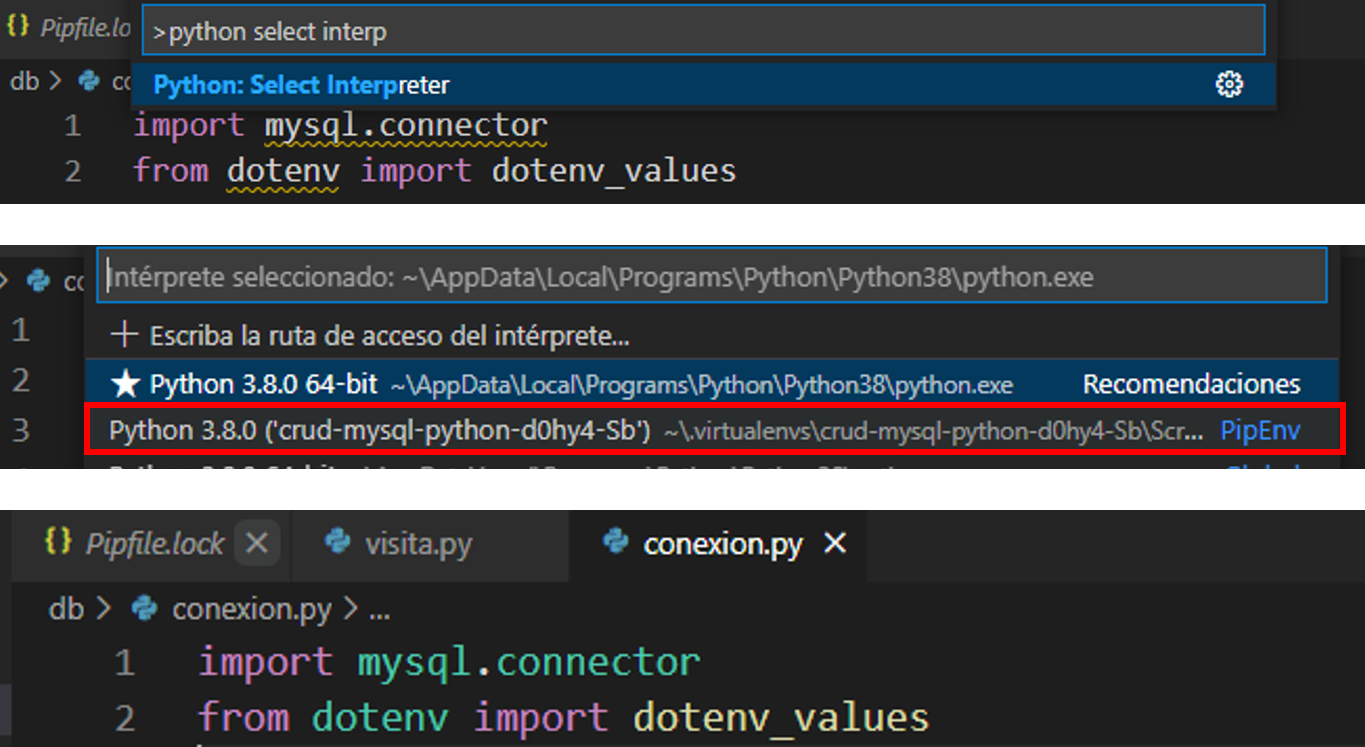 {} Pipfile.lo
>python select interp
db > co
Python: Select Interpreter
1 import mysql.connector
2 from dotenv import dotenv_values
Intérprete seleccionado: ~\AppData\Local\Programs\Python\Python38\python.exe
> co
1
+ Escriba la ruta de acceso del intérprete...
2
★ Python 3.8.0 64-bit ~\AppData\Local\Programs\Python\Python38\python.exe Recomendaciones
3
Python 3.8.0 ('crud-mysql-python-d0hy4-Sb') ~\.virtualenvs\crud-mysql-python-d0hy4-Sb\Scr... PipEnv
{} Pipfile.lock × visita.py conexion.py ×
db > conexion.py > ...
1 import mysql.connector
2 from dotenv import dotenv_values